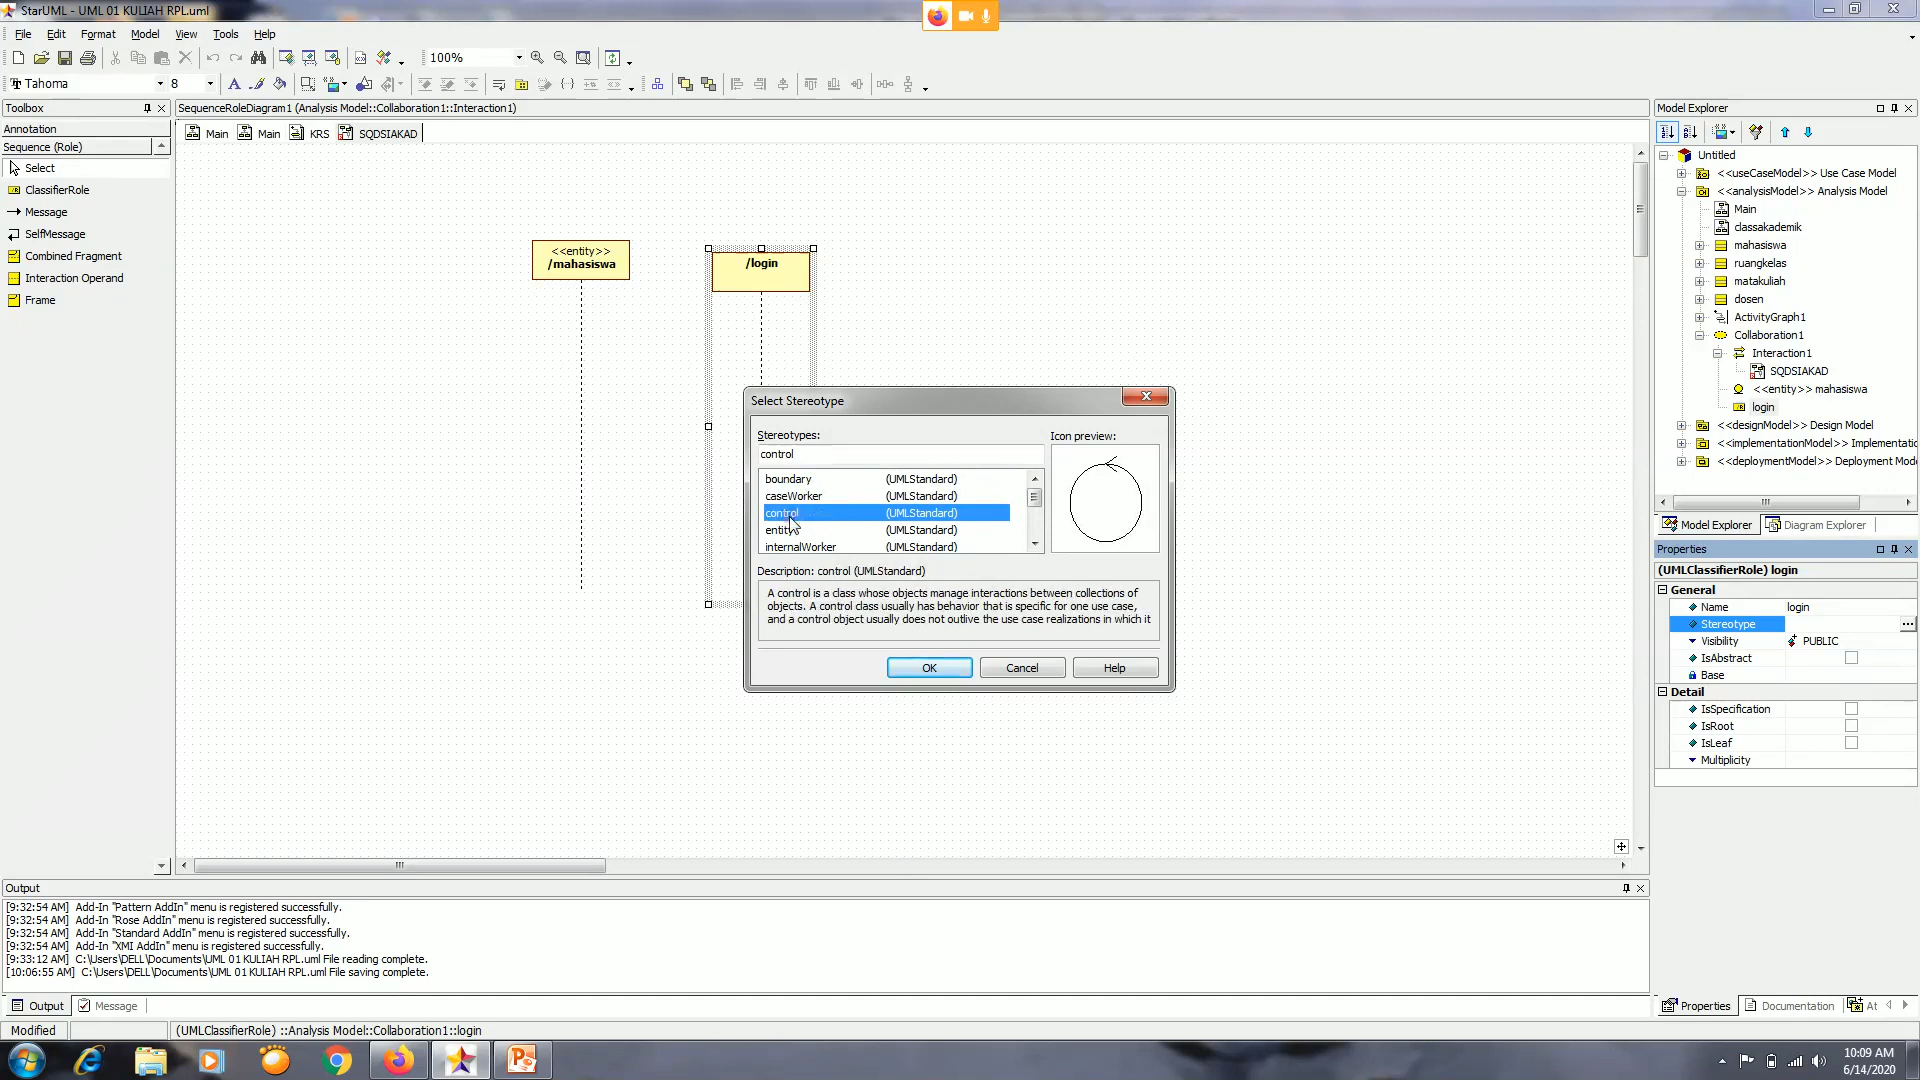 StarUML - UML 01 KULIAH RPL.uml
File Edit Format Model View Tools Help
100%
Tahoma 8
Toolbox
Annotation
Sequence (Role)
Select
ClassifierRole
Message
SelfMessage
Combined Fragment
Interaction Operand
Frame
SequenceRoleDiagram1 (Analysis Model::Collaboration1::Interaction1)
Main Main KRS SQDSIAKAD
<<entity>>
/mahasiswa
/login
Select Stereotype
Stereotypes:
control
boundary (UMLStandard)
caseWorker (UMLStandard)
control (UMLStandard)
entity (UMLStandard)
internalWorker (UMLStandard)
Icon preview:
Description: control (UMLStandard)
A control is a class whose objects manage interactions between collections of
objects. A control class usually has behavior that is specific for one use case,
and a control object usually does not outlive the use case realizations in which it
OK Cancel Help
Model Explorer
Untitled
<<useCaseModel>> Use Case Model
<<analysisModel>> Analysis Model
Main
classakademik
mahasiswa
ruangkelas
matakuliah
dosen
ActivityGraph1
Collaboration1
Interaction1
SQDSIAKAD
<<entity>> mahasiswa
login
<<designModel>> Design Model
<<implementationModel>> Implementatio
<<deploymentModel>> Deployment Mode
Model Explorer Diagram Explorer
Properties
(UMLClassifierRole) login
General
Name login
Stereotype
Visibility PUBLIC
IsAbstract
Base
Detail
IsSpecification
IsRoot
IsLeaf
Multiplicity
Properties Documentation At
Output
[9:32:54 AM] Add-In "Pattern AddIn" menu is registered successfully.
[9:32:54 AM] Add-In "Rose AddIn" menu is registered successfully.
[9:32:54 AM] Add-In "Standard AddIn" menu is registered successfully.
[9:32:54 AM] Add-In "XMI AddIn" menu is registered successfully.
[9:33:12 AM] C:\Users\DELL\Documents\UML 01 KULIAH RPL.uml File reading complete.
[10:06:55 AM] C:\Users\DELL\Documents\UML 01 KULIAH RPL.uml File saving complete.
Output Message
Modified (UMLClassifierRole) ::Analysis Model::Collaboration1::login
10:09 AM
6/14/2020